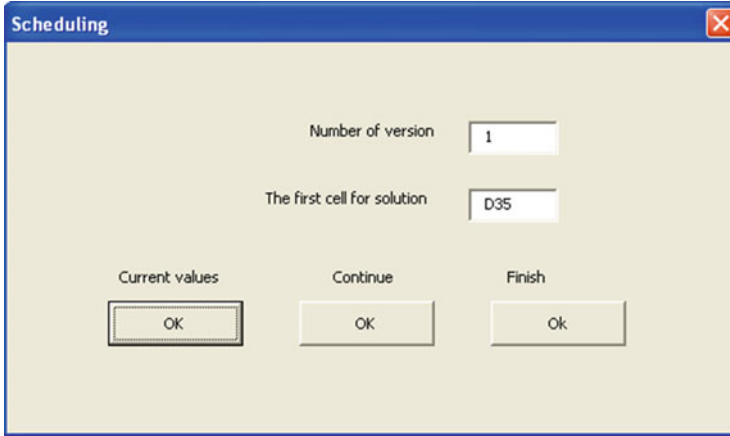 Scheduling
Number of version 1
The first cell for solution D35
Current values Continue Finish
OK OK Ok